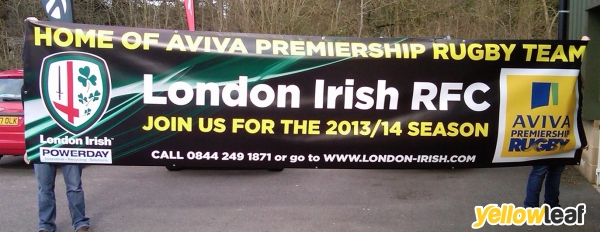 HOME OF AVIVA PREMIERSHIP RUGBY TEAM
London Irish RFC
JOIN US FOR THE 2013/14 SEASON
CALL 0844 249 1871 or go to WWW.LONDON-IRISH.COM
London Irish
POWERDAY
AVIVA
PREMIERSHIP
RUGBY
yellowleaf